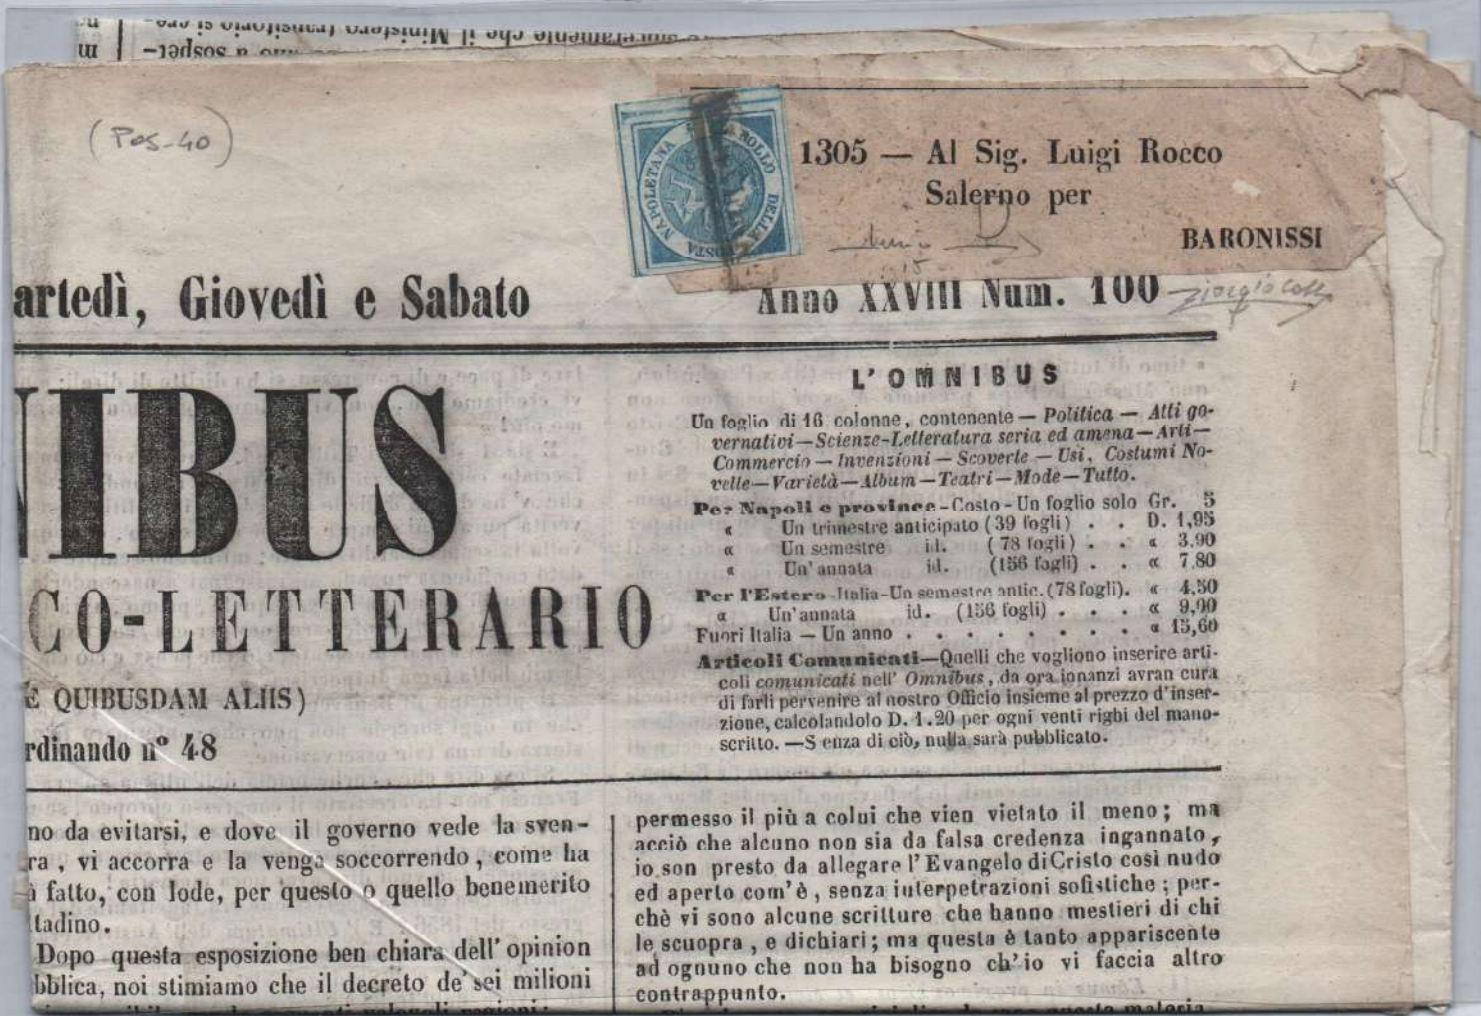 (Pos-40)
BOLLO DELLA POSTA NAPOLETANA
1305 — Al Sig. Luigi Rocco
Salerno per
BARONISSI
artedì, Giovedì e Sabato
Anno XXVIII Num. 100
NIBUS
CO-LETTERARIO
E QUIBUSDAM ALIIS)
rdinando n° 48
L'OMNIBUS
Un foglio di 16 colonne, contenente — Politica — Atti go-
vernativi—Scienze-Letteratura seria ed amena—Arti—
Commercio—Invenzioni—Scoverte—Usi, Costumi No-
velle—Varietà—Album—Teatri—Mode—Tutto.
Per Napoli e province-Costo-Un foglio solo Gr. 5
« Un trimestre anticipato (39 fogli) . . D. 1,95
« Un semestre id. (78 fogli) . . « 3,90
« Un'annata id. (156 fogli) . . « 7,80
Per l'Estero-Italia-Un semestre antic. (78 fogli). « 4,50
« Un'annata id. (156 fogli) . . . « 9,00
Fuori Italia — Un anno . . . . . . . « 15,60
Articoli Comunicati—Quelli che vogliono inserire arti-
coli comunicati nell' Omnibus, da ora innanzi avran cura
di farli pervenire al nostro Officio insieme al prezzo d'inser-
zione, calcolandolo D. 1.20 per ogni venti righi del mano-
scritto. —S enza di ciò, nulla sarà pubblicato.
no da evitarsi, e dove il governo vede la sven-
ra, vi accorra e la venga soccorrendo, come ha
à fatto, con lode, per questo o quello benemerito
tadino.
Dopo questa esposizione ben chiara dell' opinion
bblica, noi stimiamo che il decreto de' sei milioni
permesso il più a colui che vien vietato il meno; ma
acciò che alcuno non sia da falsa credenza ingannato,
io son presto da allegare l'Evangelo di Cristo così nudo
ed aperto com'è, senza interpetrazioni sofistiche; per-
chè vi sono alcune scritture che hanno mestieri di chi
le scuopra, e dichiari; ma questa è tanto appariscente
ad ognuno che non ha bisogno ch'io vi faccia altro
contrappunto.